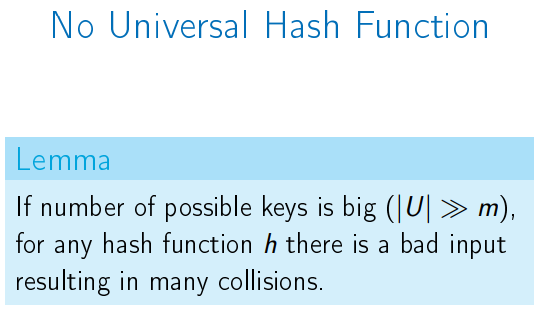 No Universal Hash Function
Lemma
If number of possible keys is big (|U| ≫ m),
for any hash function h there is a bad input
resulting in many collisions.